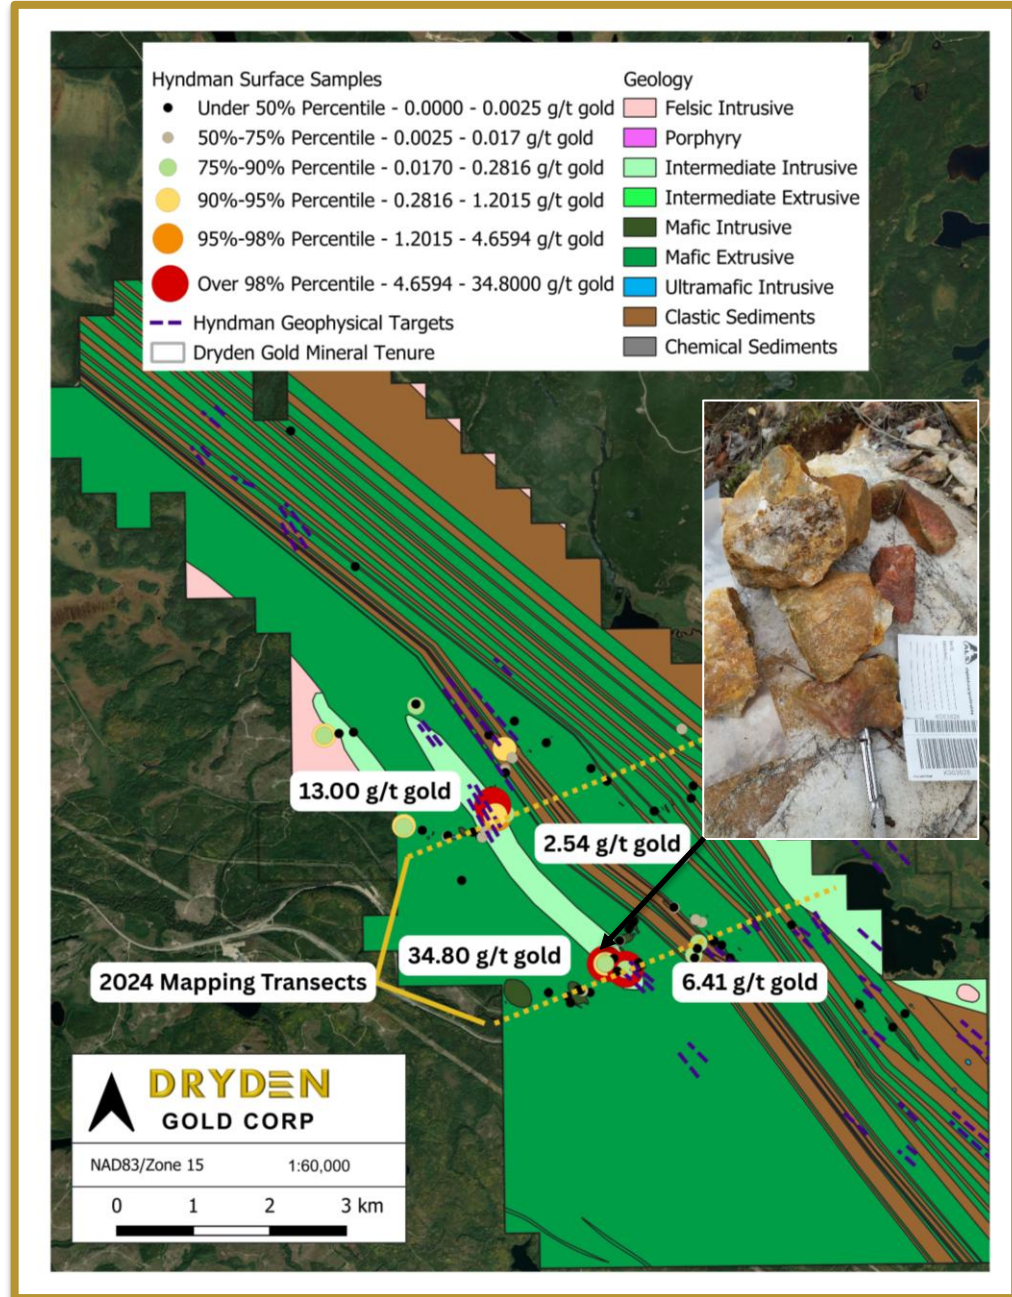 Hyndman Surface Samples
Under 50% Percentile - 0.0000 - 0.0025 g/t gold
50%-75% Percentile - 0.0025 - 0.017 g/t gold
75%-90% Percentile - 0.0170 - 0.2816 g/t gold
90%-95% Percentile - 0.2816 - 1.2015 g/t gold
95%-98% Percentile - 1.2015 - 4.6594 g/t gold
Over 98% Percentile - 4.6594 - 34.8000 g/t gold
Hyndman Geophysical Targets
Dryden Gold Mineral Tenure
Geology
Felsic Intrusive
Porphyry
Intermediate Intrusive
Intermediate Extrusive
Mafic Intrusive
Mafic Extrusive
Ultramafic Intrusive
Clastic Sediments
Chemical Sediments
13.00 g/t gold
2.54 g/t gold
34.80 g/t gold
6.41 g/t gold
2024 Mapping Transects
DRYDEN
GOLD CORP
NAD83/Zone 15 1:60,000
0 1 2 3 km